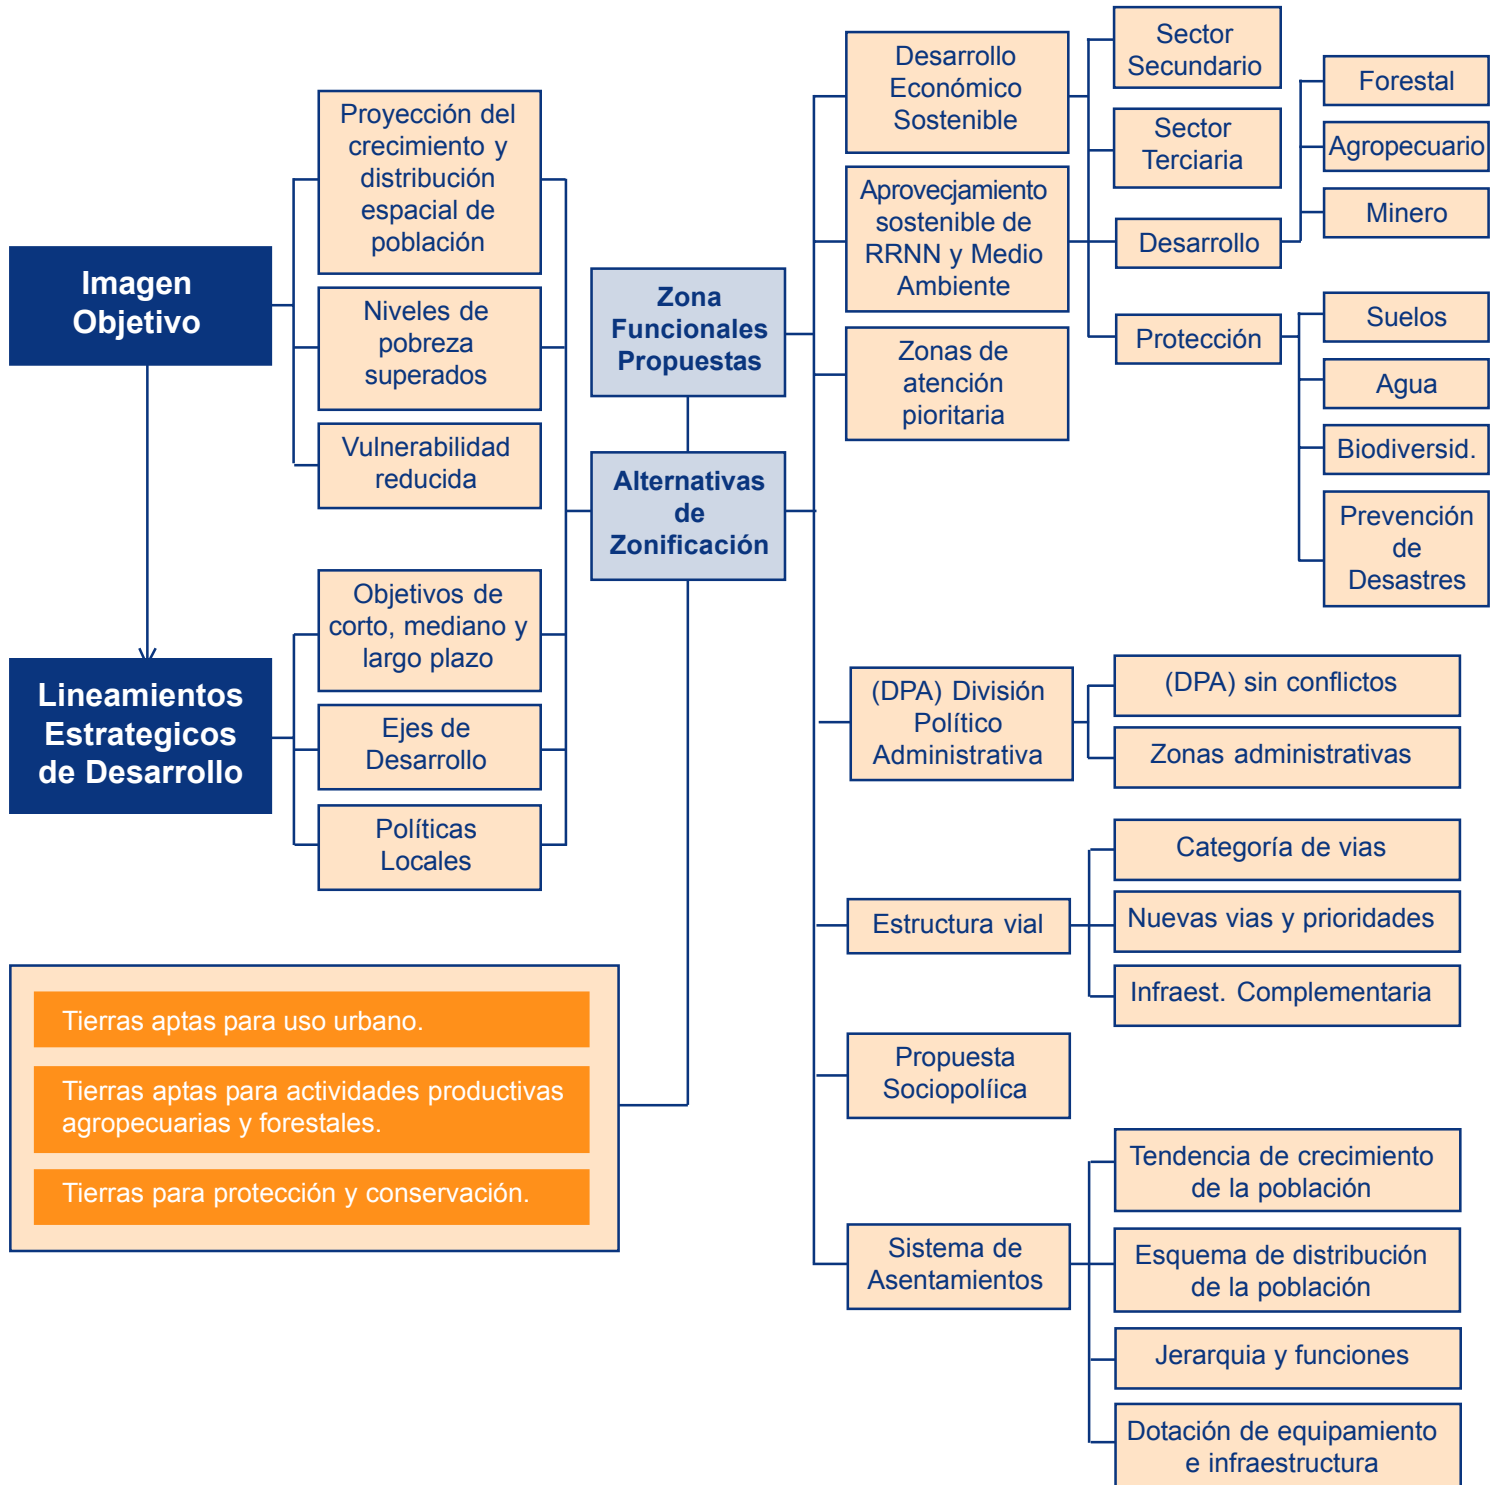 Imagen
Objetivo
Lineamientos
Estrategicos
de Desarrollo
Proyección del
crecimiento y
distribución
espacial de
población
Niveles de
pobreza
superados
Vulnerabilidad
reducida
Objetivos de
corto, mediano y
largo plazo
Ejes de
Desarrollo
Políticas
Locales
Tierras aptas para uso urbano.
Tierras aptas para actividades productivas
agropecuarias y forestales.
Tierras para protección y conservación.
Zona
Funcionales
Propuestas
Alternativas
de
Zonificación
Desarrollo
Económico
Sostenible
Aprovecjamiento
sostenible de
RRNN y Medio
Ambiente
Zonas de
atención
pioritaria
Sector
Secundario
Sector
Terciaria
Desarrollo
Protección
Forestal
Agropecuario
Minero
Suelos
Agua
Biodiversid.
Prevención
de
Desastres
(DPA) División
Político
Administrativa
(DPA) sin conflictos
Zonas administrativas
Estructura vial
Categoría de vias
Nuevas vias y prioridades
Infraest. Complementaria
Propuesta
Sociopolíica
Sistema de
Asentamientos
Tendencia de crecimiento
de la población
Esquema de distribución
de la población
Jerarquia y funciones
Dotación de equipamiento
e infraestructura